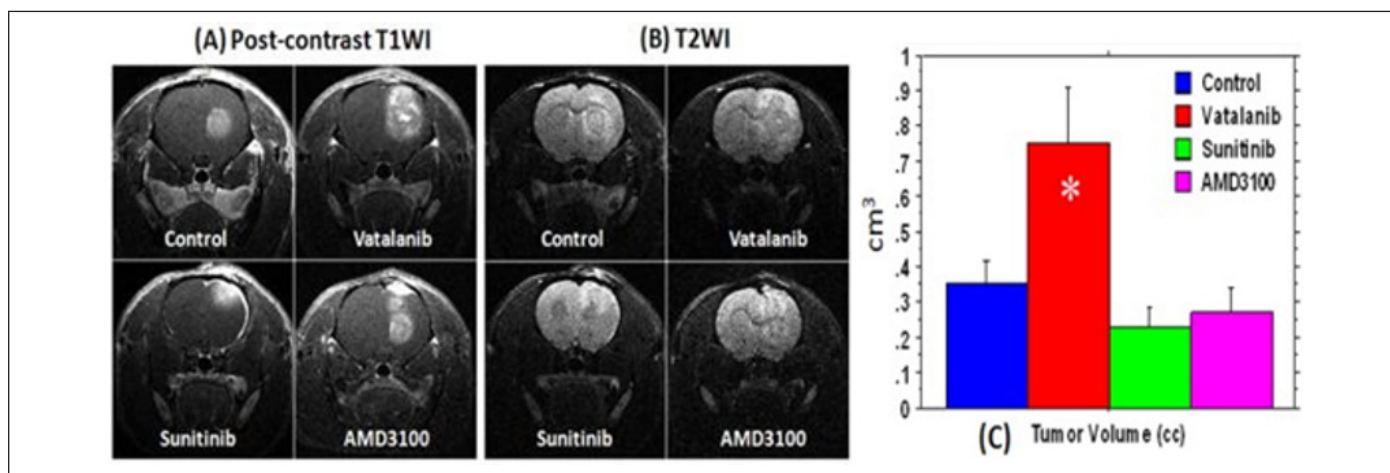 (A) Post-contrast T1WI
Control
Vatalanib
Sunitinib
AMD3100
(B) T2WI
Control
Vatalanib
Sunitinib
AMD3100
1
.9
.8
.7
.6
.5
.4
.3
.2
.1
0
cm³
Control
Vatalanib
Sunitinib
AMD3100
*
(C) Tumor Volume (cc)